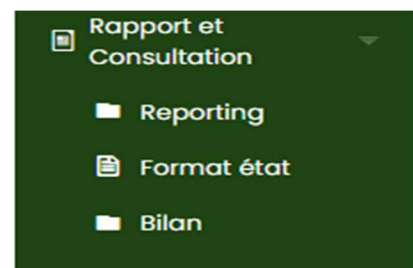 Rapport et
Consultation
Reporting
Format état
Bilan